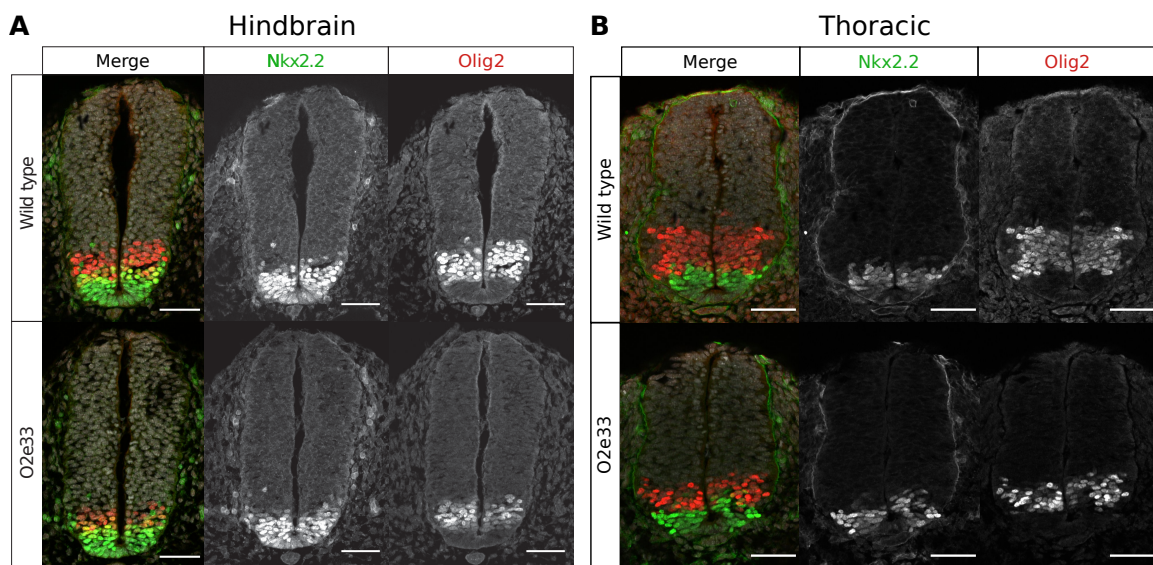 A Hindbrain
Merge Nkx2.2 Olig2
Wild type
O2e33
B Thoracic
Merge Nkx2.2 Olig2
Wild type
O2e33